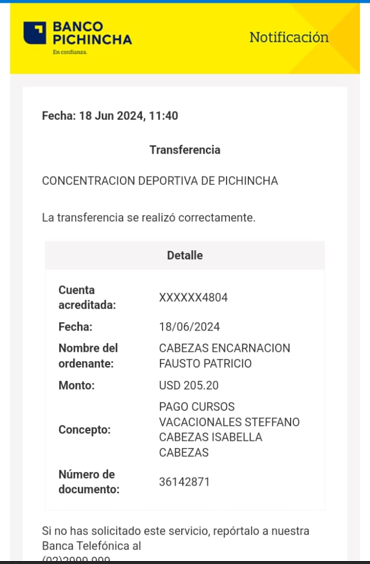 BANCO
PICHINCHA
En confianza.
Notificación
Fecha: 18 Jun 2024, 11:40
Transferencia
CONCENTRACION DEPORTIVA DE PICHINCHA
La transferencia se realizó correctamente.
Detalle
Cuenta
acreditada:
XXXXXX4804
Fecha:
18/06/2024
Nombre del
ordenante:
CABEZAS ENCARNACION
FAUSTO PATRICIO
Monto:
USD 205.20
Concepto:
PAGO CURSOS
VACACIONALES STEFFANO
CABEZAS ISABELLA
CABEZAS
Número de
documento:
36142871
Si no has solicitado este servicio, repórtalo a nuestra
Banca Telefónica al
(02)2999 999